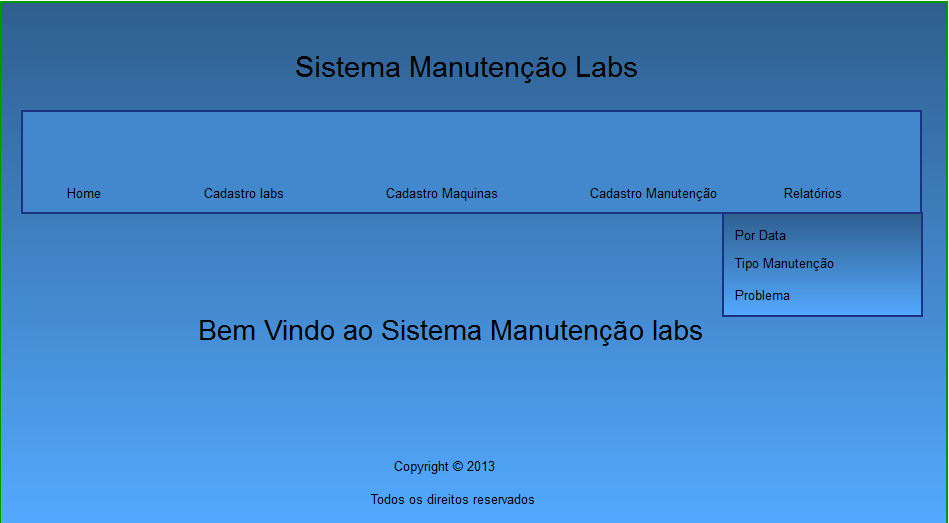 Sistema Manutenção Labs
Home Cadastro labs Cadastro Maquinas Cadastro Manutenção Relatórios
Por Data
Tipo Manutenção
Problema
Bem Vindo ao Sistema Manutenção labs
Copyright © 2013
Todos os direitos reservados